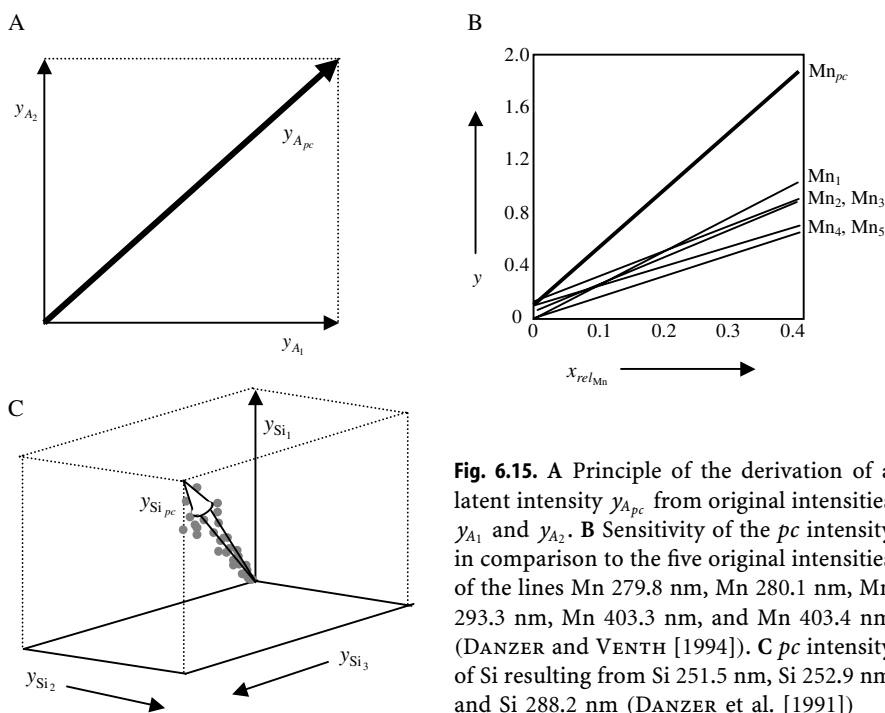 A
y_{A_2}
y_{A_{pc}}
y_{A_1}
B
2.0
1.6
1.2
0.8
0.4
0
y
Mn_{pc}
Mn_1
Mn_2, Mn_3
Mn_4, Mn_5
0 0.1 0.2 0.3 0.4
x_{rel_{Mn}}
C
y_{Si_1}
y_{Si_{pc}}
y_{Si_2}
y_{Si_3}
Fig. 6.15. A Principle of the derivation of a
latent intensity y_{A_{pc}} from original intensities
y_{A_1} and y_{A_2}. B Sensitivity of the pc intensity
in comparison to the five original intensities
of the lines Mn 279.8 nm, Mn 280.1 nm, Mn
293.3 nm, Mn 403.3 nm, and Mn 403.4 nm
(DANZER and VENTH [1994]). C pc intensity
of Si resulting from Si 251.5 nm, Si 252.9 nm
and Si 288.2 nm (DANZER et al. [1991])